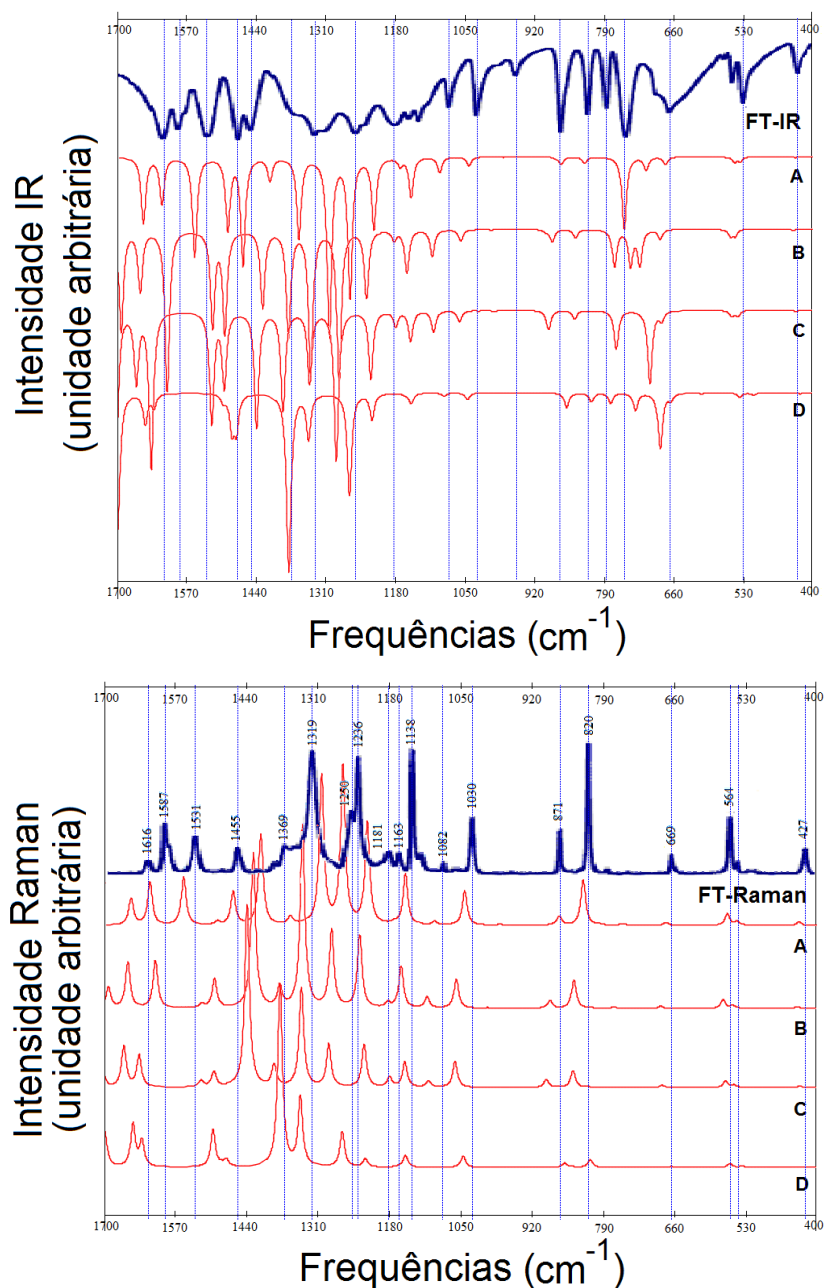 1700 1570 1440 1310 1180 1050 920 790 660 530 400
FT-IR
A
B
C
D
Intensidade IR
(unidade arbitrária)
1700 1570 1440 1310 1180 1050 920 790 660 530 400
Frequências (cm-1)
1700 1570 1440 1310 1180 1050 920 790 660 530 400
1616 1587 1531 1455 1369 1319 1250 1236 1181 1163 1138 1082 1030 871 820 669 564 427
FT-Raman
A
B
C
D
Intensidade Raman
(unidade arbitrária)
1700 1570 1440 1310 1180 1050 920 790 660 530 400
Frequências (cm-1)